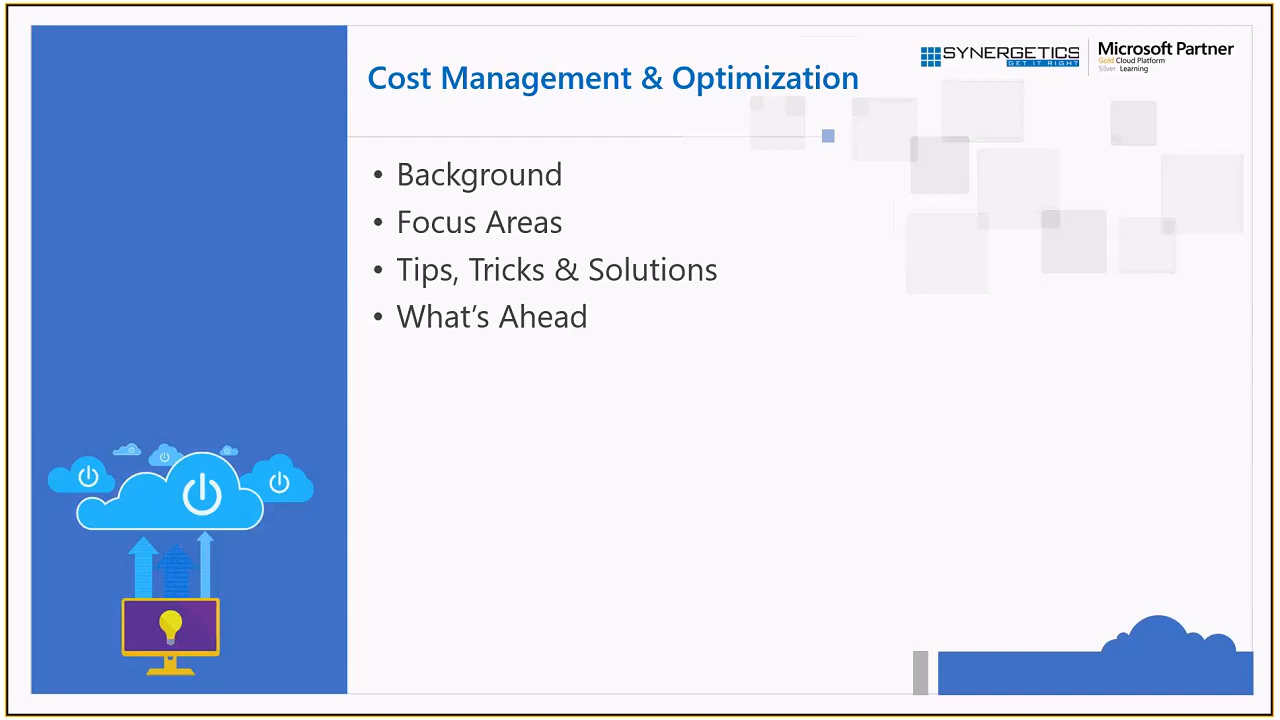 Cost Management & Optimization
SYNERGETICS
GET IT RIGHT
Microsoft Partner
Gold Cloud Platform
Silver Learning
• Background
• Focus Areas
• Tips, Tricks & Solutions
• What's Ahead